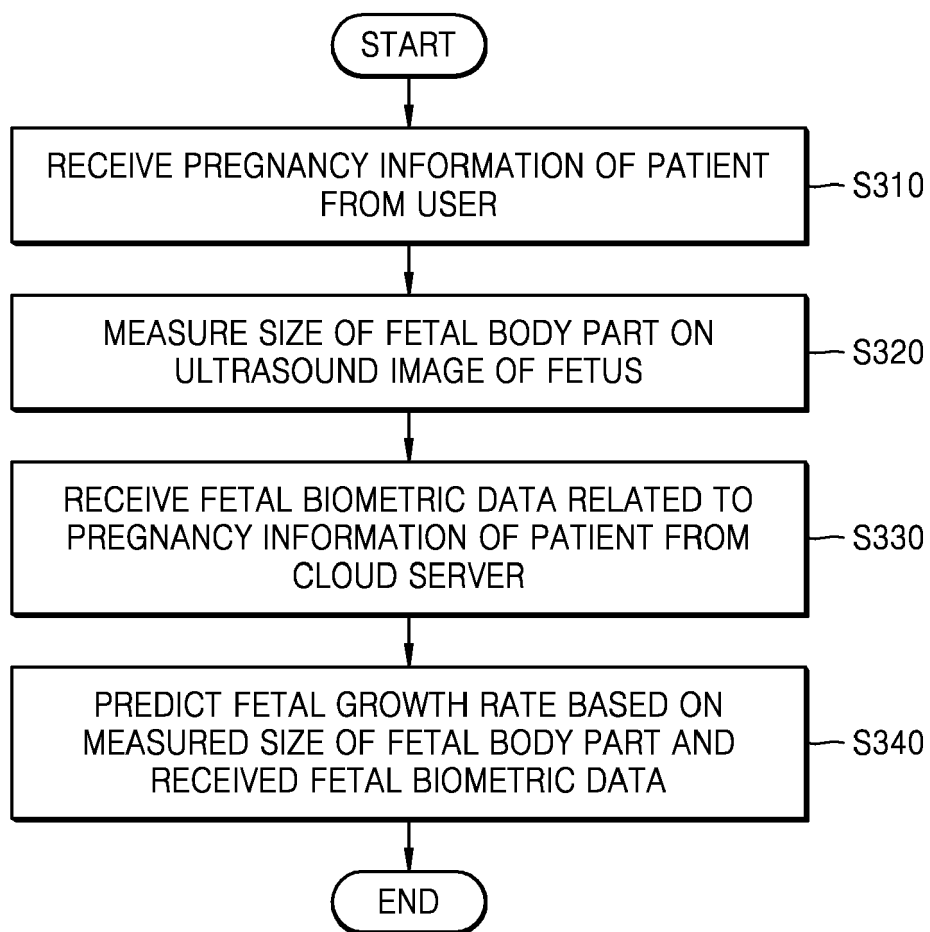 START
RECEIVE PREGNANCY INFORMATION OF PATIENT
FROM USER
S310
MEASURE SIZE OF FETAL BODY PART ON
ULTRASOUND IMAGE OF FETUS
S320
RECEIVE FETAL BIOMETRIC DATA RELATED TO
PREGNANCY INFORMATION OF PATIENT FROM
CLOUD SERVER
S330
PREDICT FETAL GROWTH RATE BASED ON
MEASURED SIZE OF FETAL BODY PART AND
RECEIVED FETAL BIOMETRIC DATA
S340
END